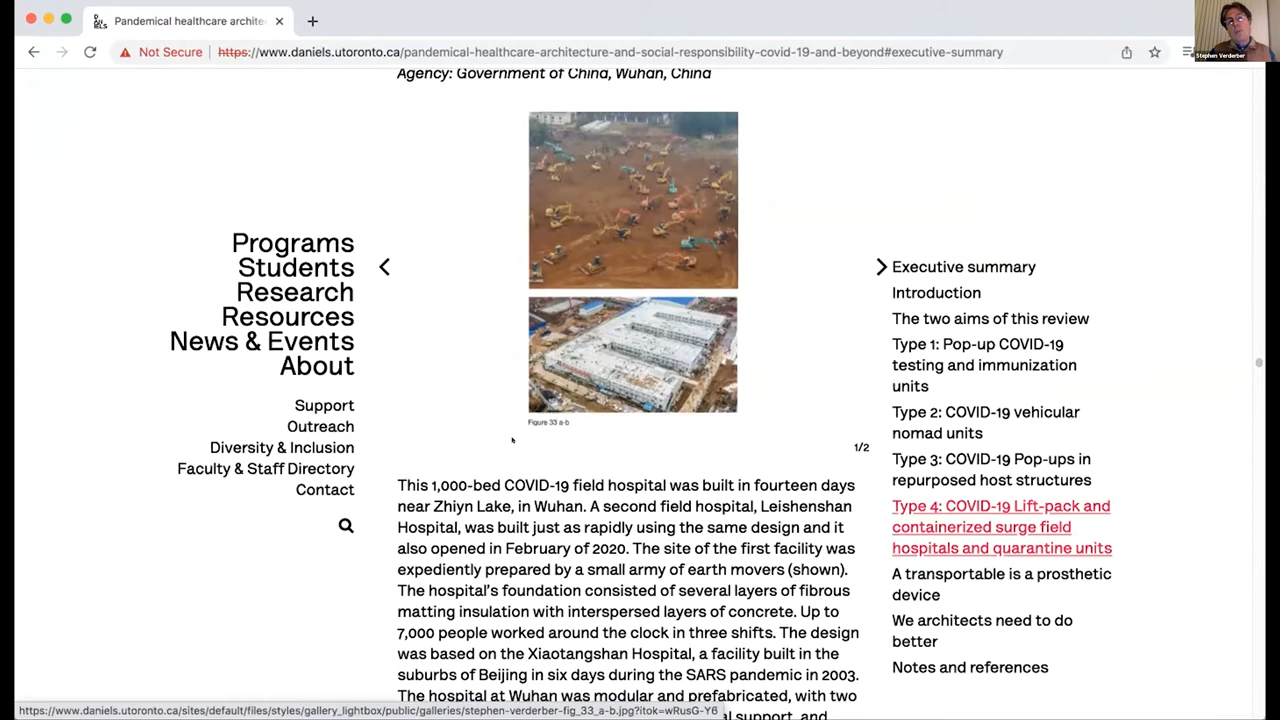 Pandemical healthcare archite
Not Secure
https://www.daniels.utoronto.ca/pandemical-healthcare-architecture-and-social-responsibility-covid-19-and-beyond#executive-summary
Stephen Verderber
Agency: Government of China, Wuhan, China
Programs
Students
Research
Resources
News & Events
About
Support
Outreach
Diversity & Inclusion
Faculty & Staff Directory
Contact
Figure 33 a-b
1/2
This 1,000-bed COVID-19 field hospital was built in fourteen days
near Zhiyn Lake, in Wuhan. A second field hospital, Leishenshan
Hospital, was built just as rapidly using the same design and it
also opened in February of 2020. The site of the first facility was
expediently prepared by a small army of earth movers (shown).
The hospital's foundation consisted of several layers of fibrous
matting insulation with interspersed layers of concrete. Up to
7,000 people worked around the clock in three shifts. The design
was based on the Xiaotangshan Hospital, a facility built in the
suburbs of Beijing in six days during the SARS pandemic in 2003.
The hospital at Wuhan was modular and prefabricated, with two
al support, and
Executive summary
Introduction
The two aims of this review
Type 1: Pop-up COVID-19
testing and immunization
units
Type 2: COVID-19 vehicular
nomad units
Type 3: COVID-19 Pop-ups in
repurposed host structures
Type 4: COVID-19 Lift-pack and
containerized surge field
hospitals and quarantine units
A transportable is a prosthetic
device
We architects need to do
better
Notes and references
https://www.daniels.utoronto.ca/sites/default/files/styles/gallery_lightbox/public/galleries/stephen-verderber-fig_33_a-b.jpg?itok=wRusG-Y6